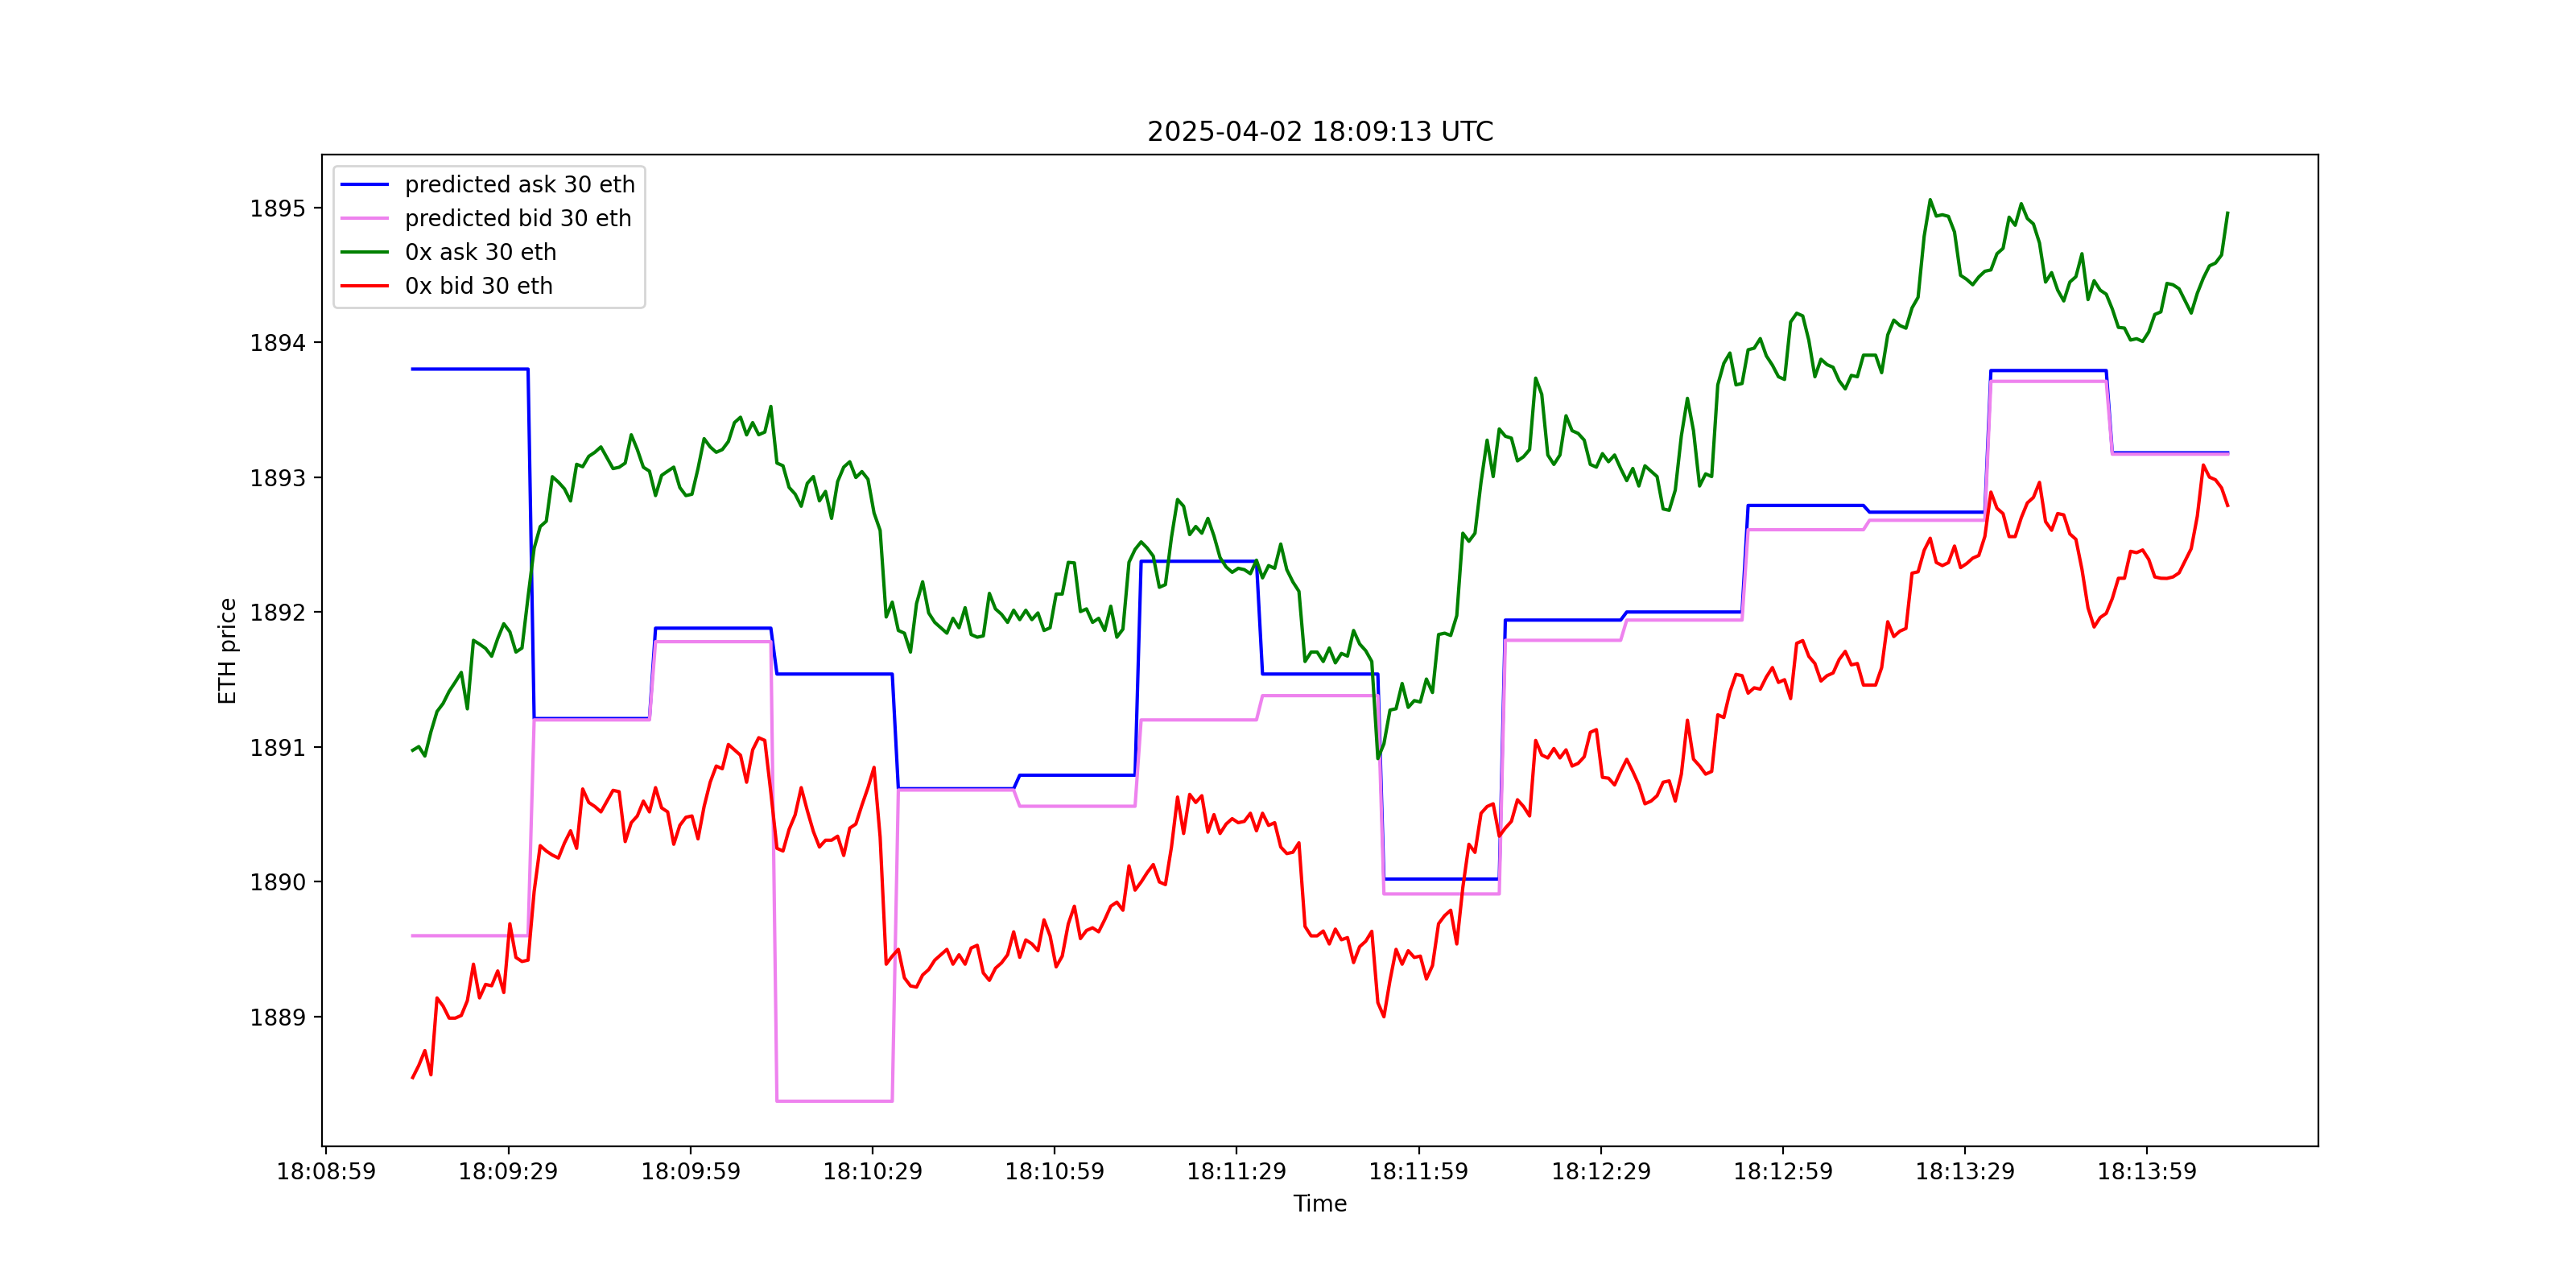 2025-04-02 18:09:13 UTC
predicted ask 30 eth
predicted bid 30 eth
0x ask 30 eth
0x bid 30 eth
1895
1894
1893
1892
1891
1890
1889
ETH price
18:08:59 18:09:29 18:09:59 18:10:29 18:10:59 18:11:29 18:11:59 18:12:29 18:12:59 18:13:29 18:13:59
Time